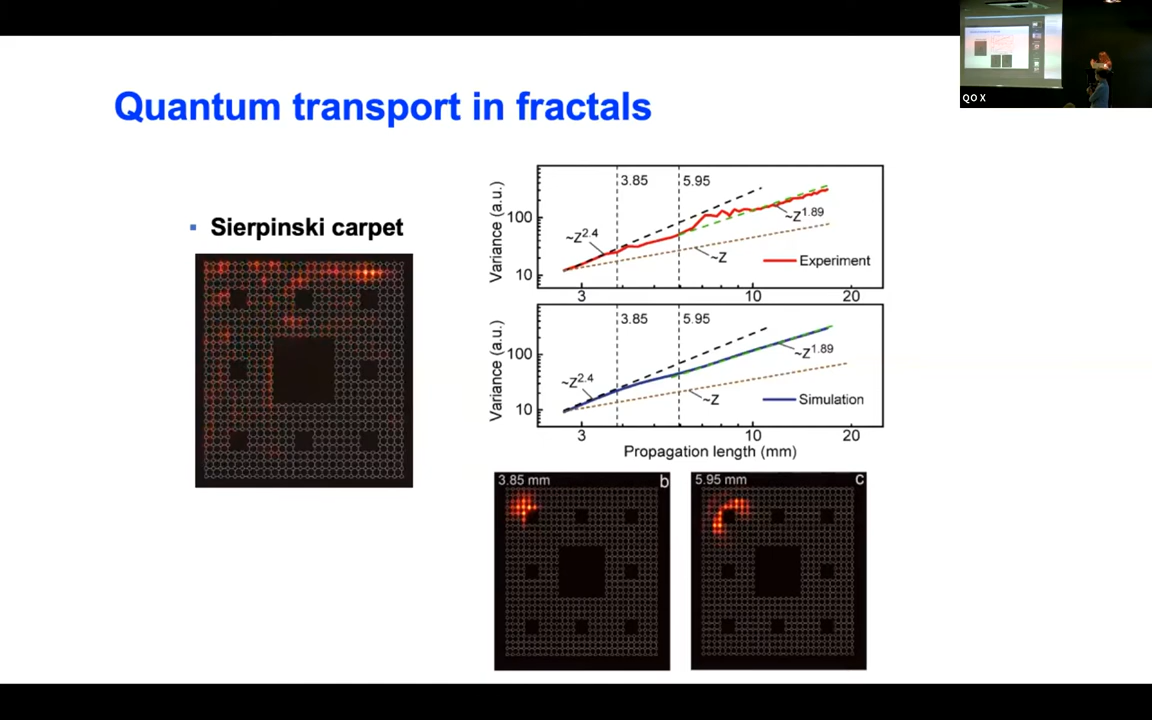 QO X
Quantum transport in fractals
Sierpinski carpet
Variance (a.u.)
100
10
3.85
5.95
~Z2.4
~Z1.89
~Z
Experiment
3
10
20
Variance (a.u.)
100
10
3.85
5.95
~Z2.4
~Z1.89
~Z
Simulation
3
10
20
Propagation length (mm)
3.85 mm
b
5.95 mm
c